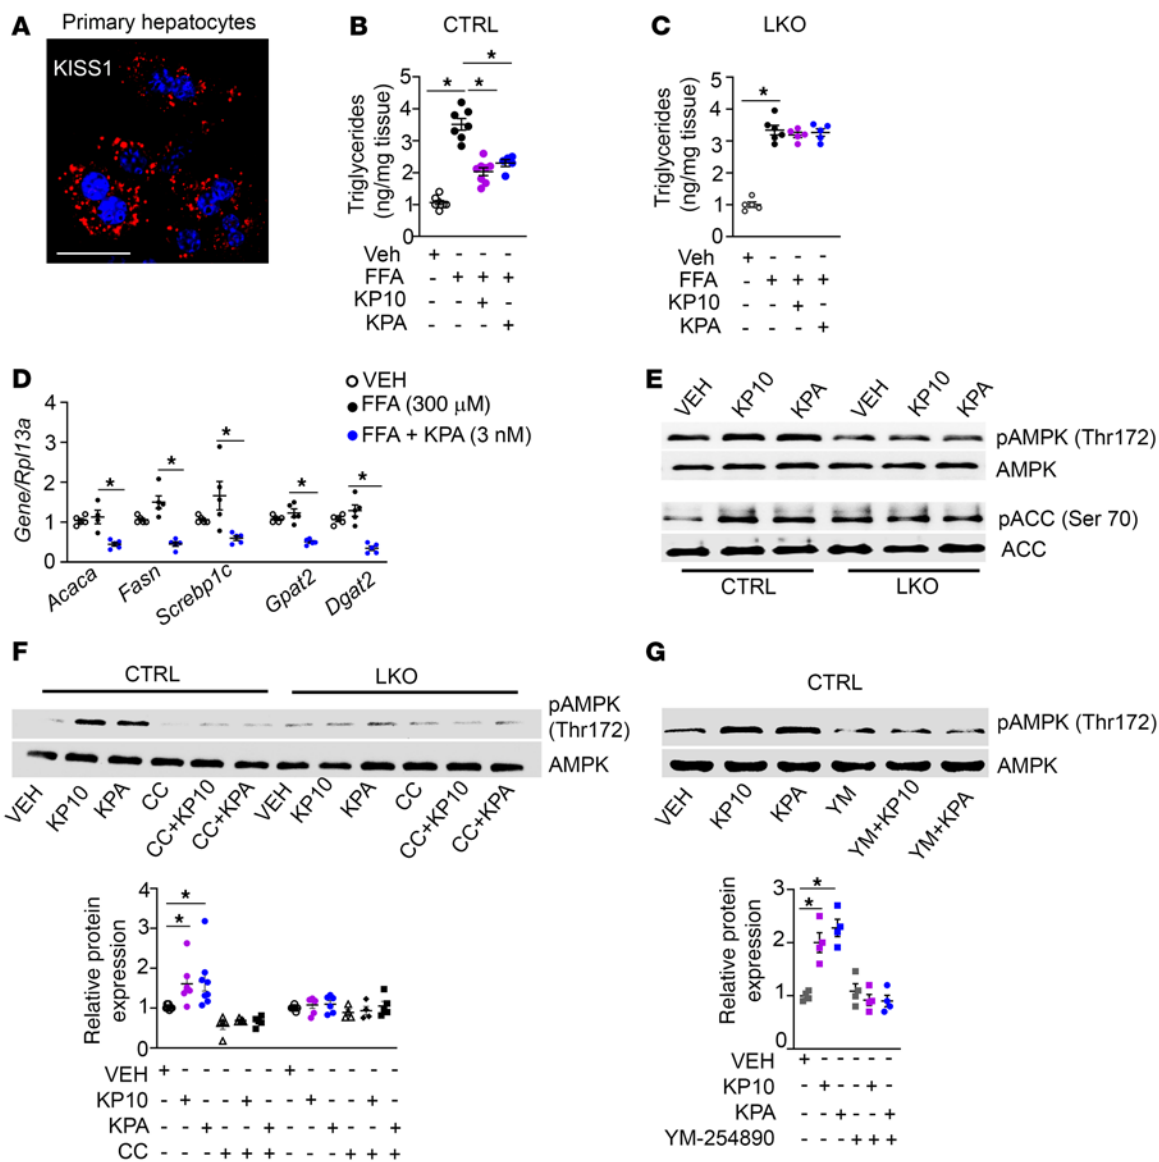 A
Primary hepatocytes
KISS1
B
CTRL
Triglycerides
(ng/mg tissue)
5
4
3
2
1
0
* * *
Veh + - - -
FFA - + + +
KP10 - - + -
KPA - - - +
C
LKO
Triglycerides
(ng/mg tissue)
5
4
3
2
1
0
*
Veh + - - -
FFA - + + +
KP10 - - + -
KPA - - - +
D
VEH
FFA (300 μM)
FFA + KPA (3 nM)
Gene/Rpl13a
4
3
2
1
0
* * * * *
Acaca
Fasn
Screbp1c
Gpat2
Dgat2
E
VEH KP10 KPA VEH KP10 KPA
pAMPK (Thr172)
AMPK
pACC (Ser 70)
ACC
CTRL LKO
F
CTRL LKO
pAMPK
(Thr172)
AMPK
VEH KP10 KPA CC CC+KP10 CC+KPA VEH KP10 KPA CC CC+KP10 CC+KPA
Relative protein
expression
4
3
2
1
0
* *
VEH + - - - - - + - - - - -
KP10 - + - - + - - + - - + -
KPA - - + - - + - - + - - +
CC - - - + + + - - - + + +
G
CTRL
pAMPK (Thr172)
AMPK
VEH KP10 KPA YM YM+KP10 YM+KPA
Relative protein
expression
3
2
1
0
* *
VEH + - - - - -
KP10 - + - - + -
KPA - - + - - +
YM-254890 - - - + + +